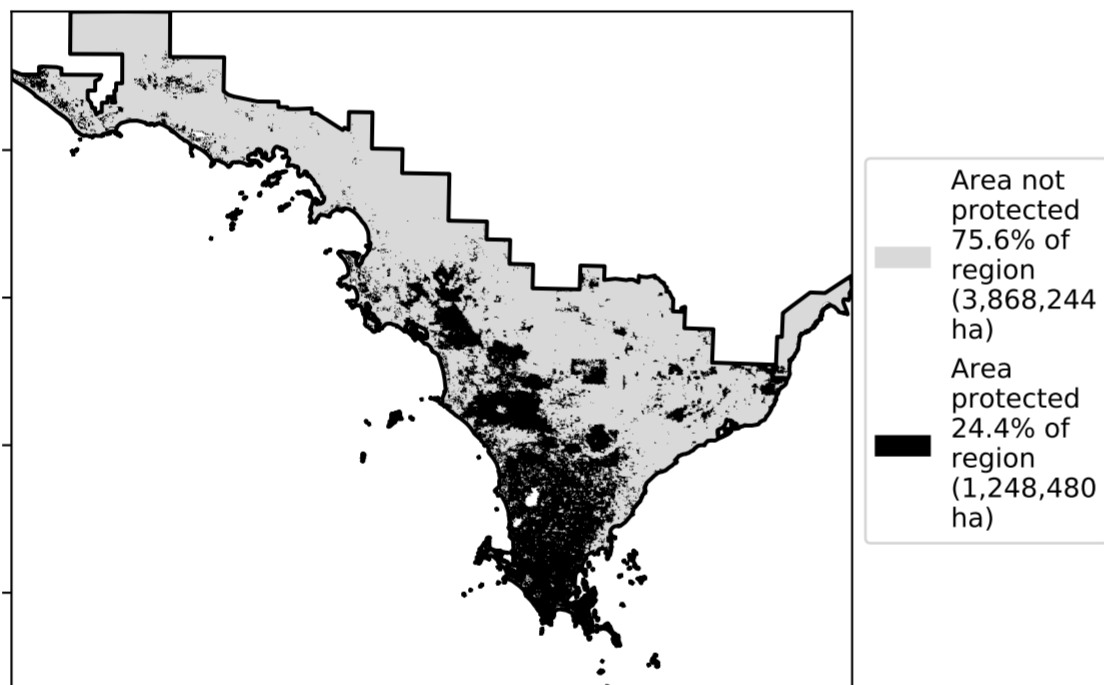 Area not
protected
75.6% of
region
(3,868,244
ha)
Area
protected
24.4% of
region
(1,248,480
ha)